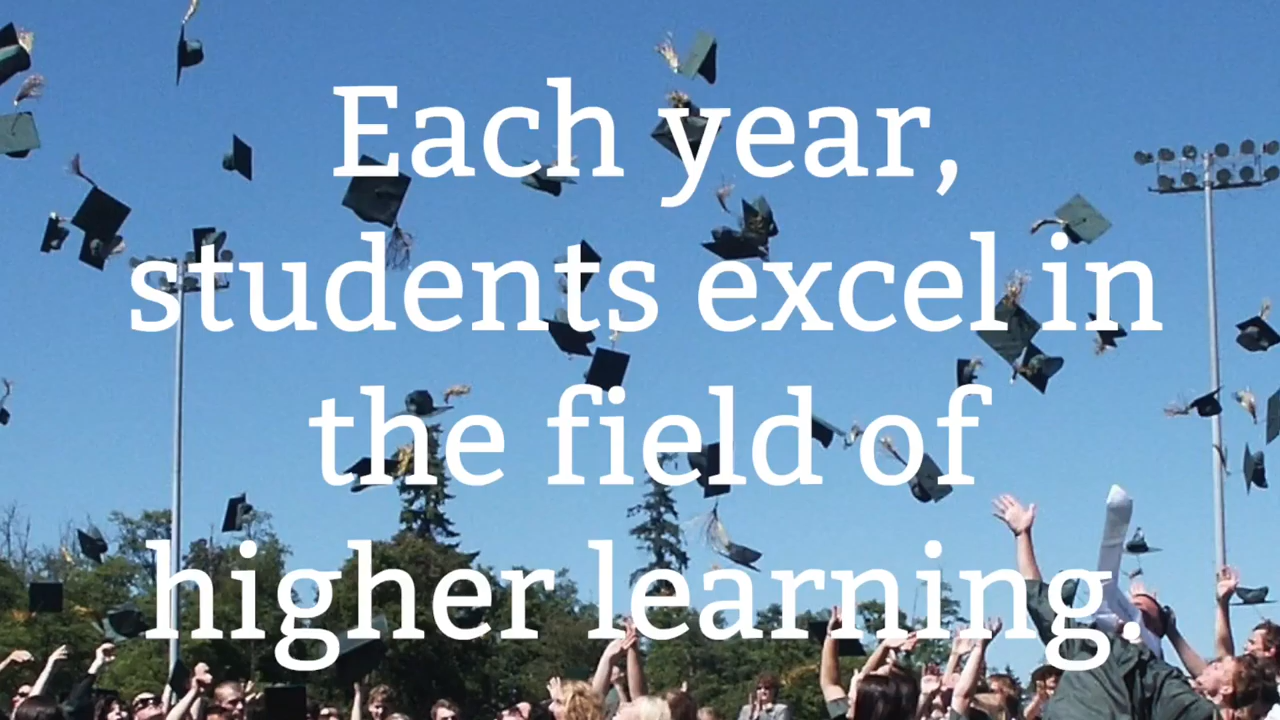 Each year,
students excel in
the field of
higher learning.